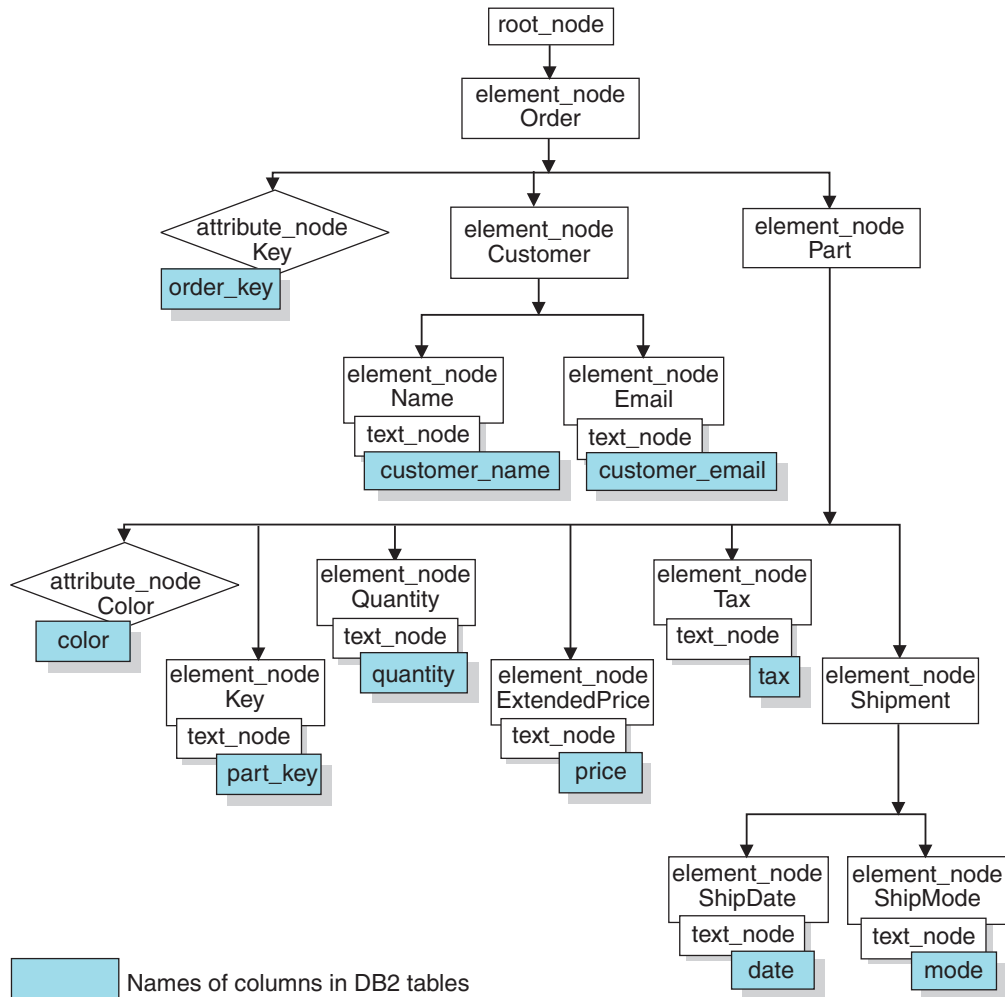 root_node
element_node
Order
attribute_node
Key
order_key
element_node
Customer
element_node
Part
element_node
Name
text_node
customer_name
element_node
Email
text_node
customer_email
attribute_node
Color
color
element_node
Key
text_node
part_key
element_node
Quantity
text_node
quantity
element_node
ExtendedPrice
text_node
price
element_node
Tax
text_node
tax
element_node
Shipment
element_node
ShipDate
text_node
date
element_node
ShipMode
text_node
mode
Names of columns in DB2 tables